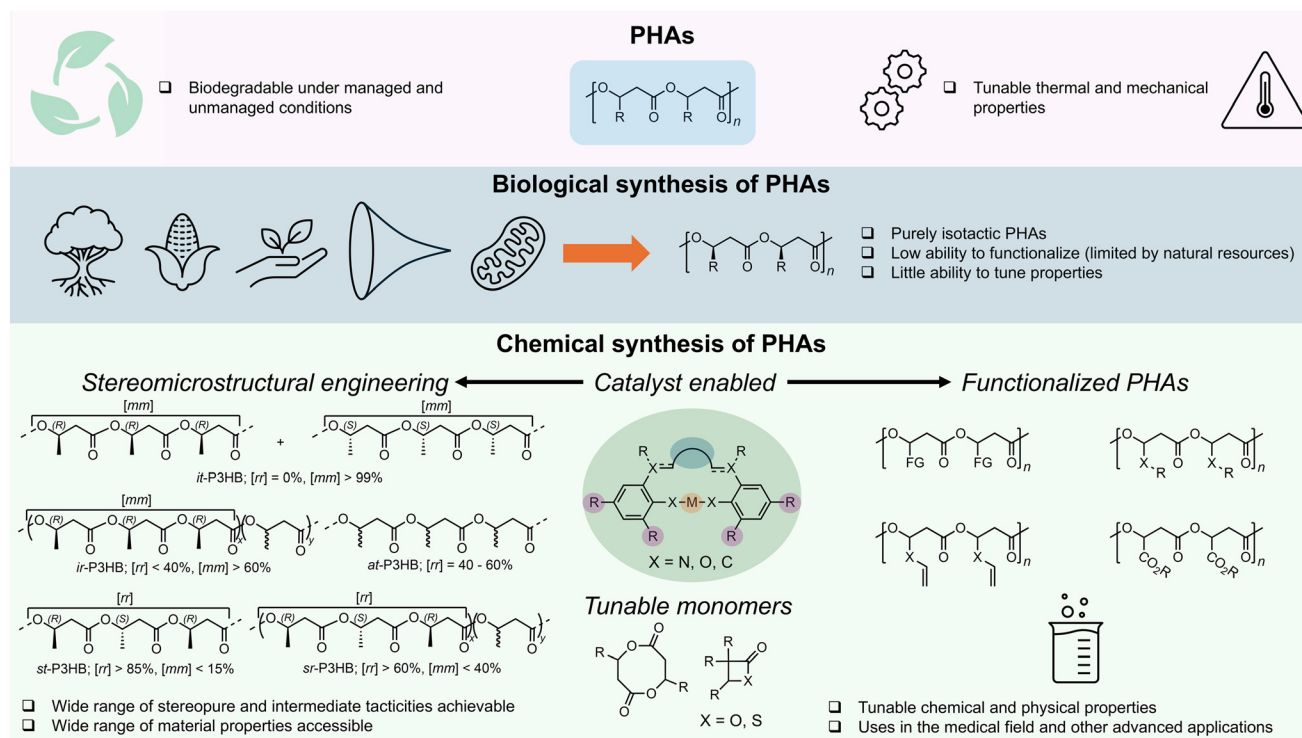 PHAs
❑ Biodegradable under managed and
unmanaged conditions
O O
R O R O n
❑ Tunable thermal and mechanical
properties
Biological synthesis of PHAs
O O
R O R O n
❑ Purely isotactic PHAs
❑ Low ability to functionalize (limited by natural resources)
❑ Little ability to tune properties
Chemical synthesis of PHAs
Stereomicrostructural engineering
Catalyst enabled
Functionalized PHAs
[mm]
O (R) O (R) O (R)
O O O
+
[mm]
O (S) O (S) O (S)
O O O
it-P3HB; [rr] = 0%, [mm] > 99%
[mm]
O (R) O (R) O (R) O
O O O x O y
ir-P3HB; [rr] < 40%, [mm] > 60%
O O O
O O O
at-P3HB; [rr] = 40 - 60%
[rr]
O (R) O (S) O (R)
O O O
st-P3HB; [rr] > 85%, [mm] < 15%
[rr]
O (R) O (S) O (R) O
O O O x O y
sr-P3HB; [rr] > 60%, [mm] < 40%
❑ Wide range of stereopure and intermediate tacticities achievable
❑ Wide range of material properties accessible
R R
X X
R X M X R
R R
X = N, O, C
Tunable monomers
O
R O
O R
O
R O
R
R X
X = O, S
O O
FG O FG O n
O O
X O X O n
R R
O O
X O X O n
O O
CO2R O CO2R O n
❑ Tunable chemical and physical properties
❑ Uses in the medical field and other advanced applications